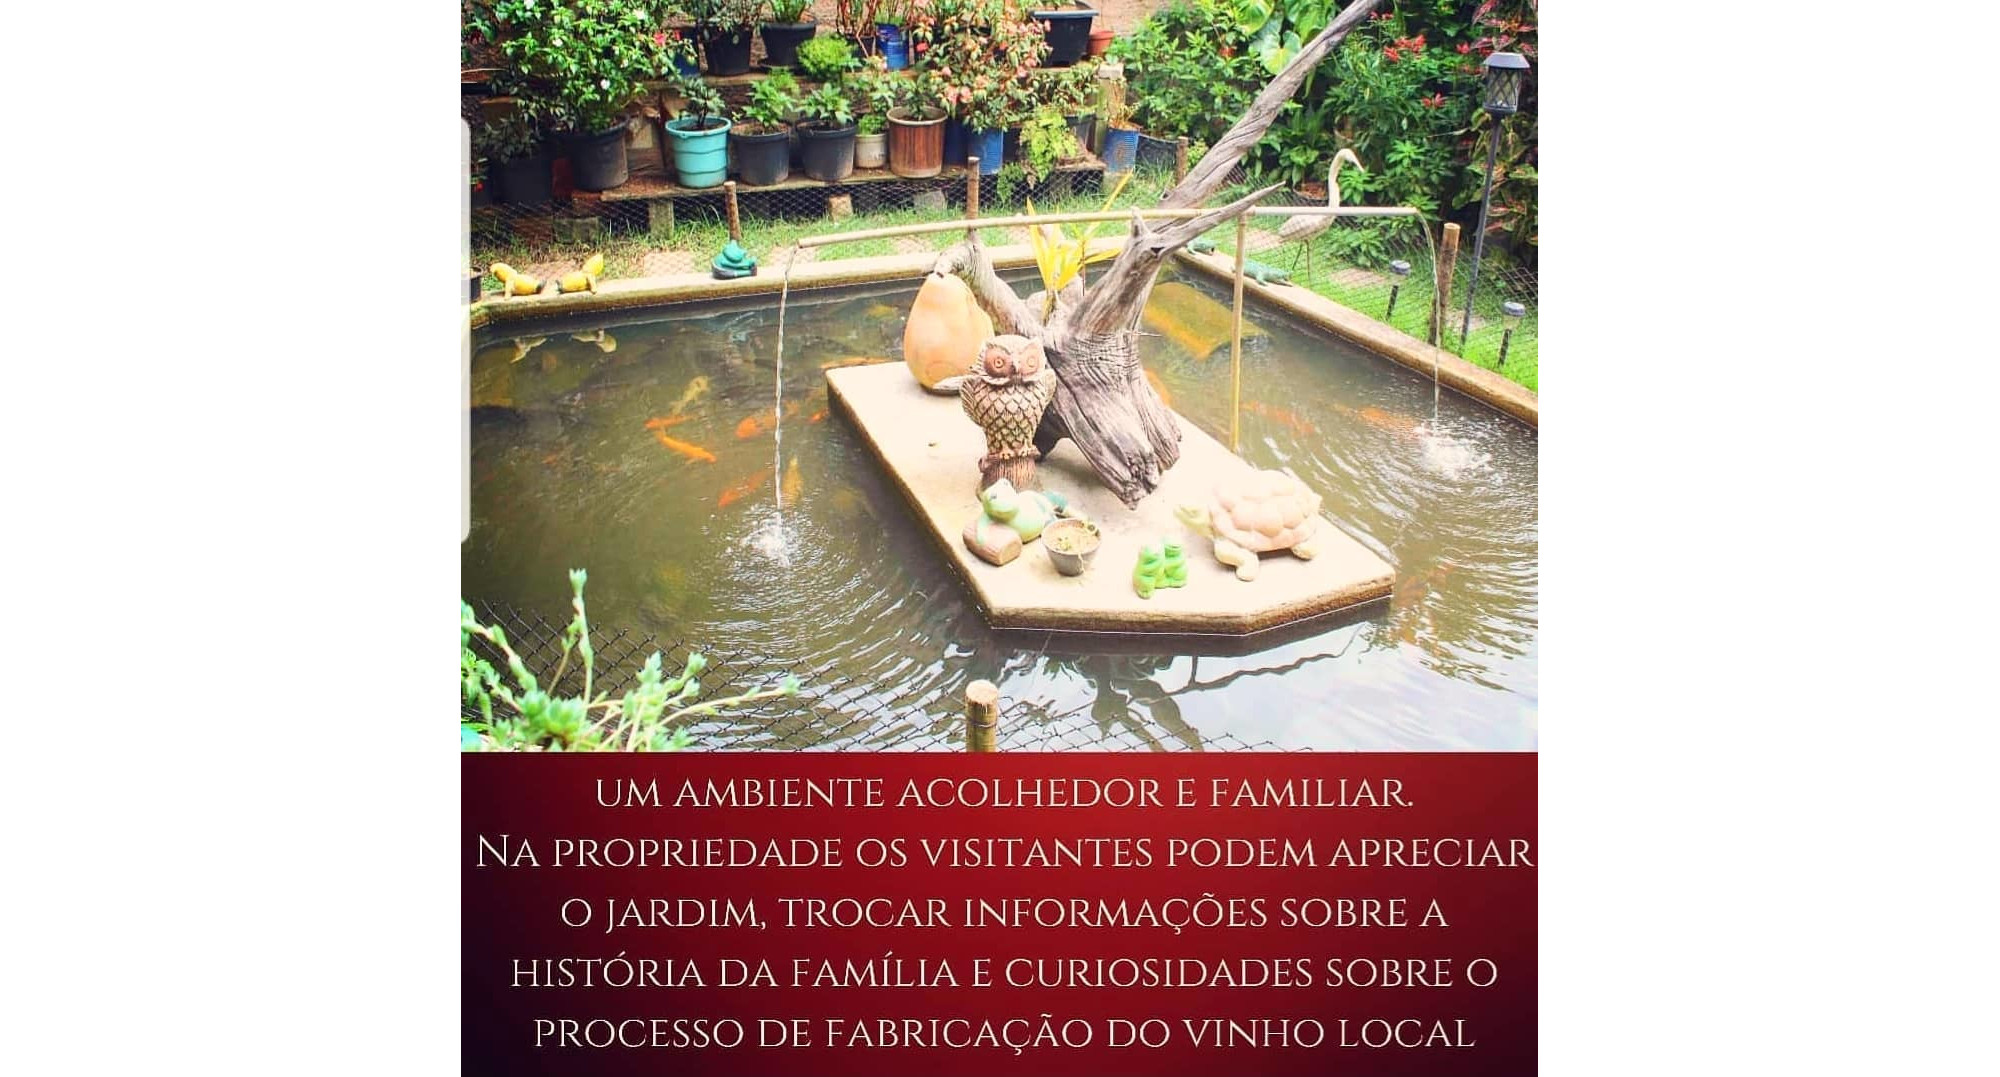 UM AMBIENTE ACOLHEDOR E FAMILIAR.
NA PROPRIEDADE OS VISITANTES PODEM APRECIAR
O JARDIM, TROCAR INFORMAÇÕES SOBRE A
HISTÓRIA DA FAMÍLIA E CURIOSIDADES SOBRE O
PROCESSO DE FABRICAÇÃO DO VINHO LOCAL